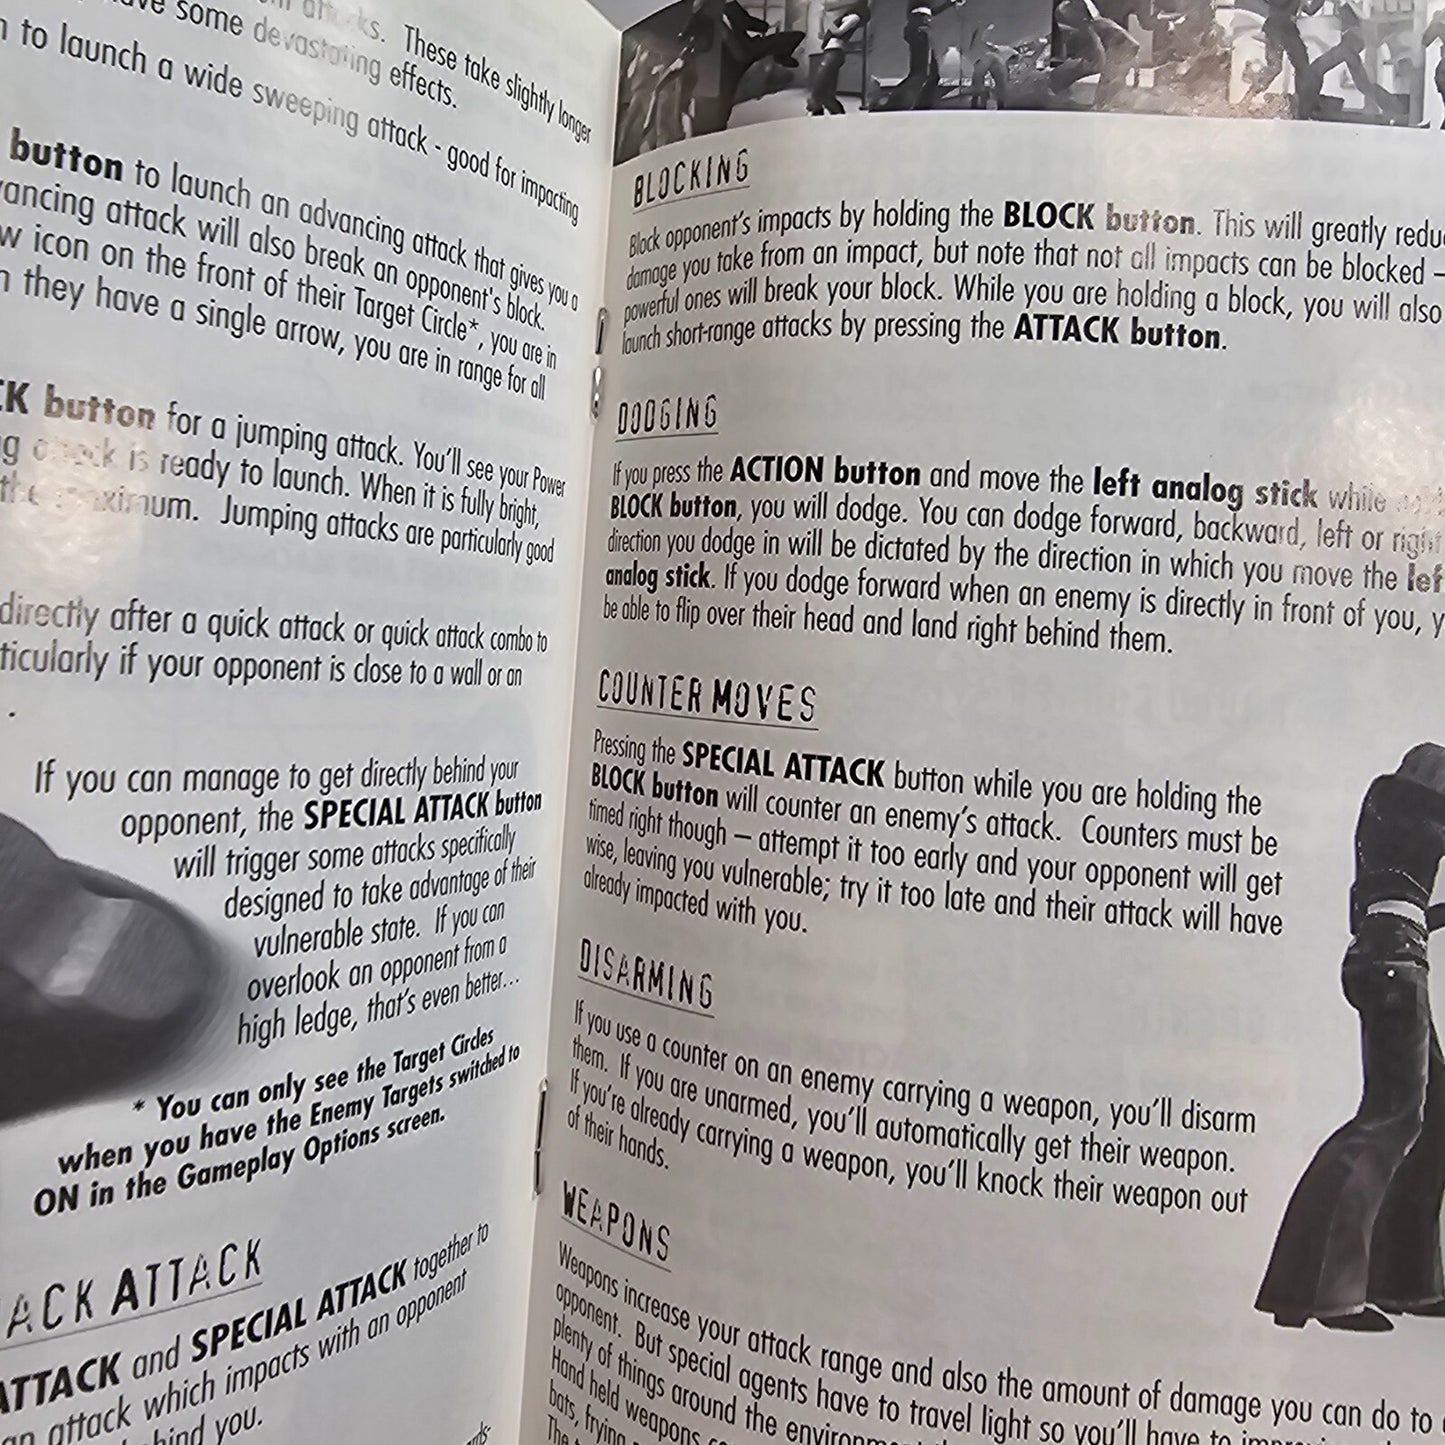 attacks. These take slightly longer
have some devastating effects.
to launch a wide sweeping attack - good for impacting
button to launch an advancing attack that gives you a
attack will also break an opponent's block.
icon on the front of their Target Circle*, you are in
they have a single arrow, you are in range for all
button for a jumping attack. You'll see your Power
attack is ready to launch. When it is fully bright,
the maximum. Jumping attacks are particularly good
directly after a quick attack or quick attack combo to
if your opponent is close to a wall or an
.
If you can manage to get directly behind your
opponent, the SPECIAL ATTACK button
will trigger some attacks specifically
designed to take advantage of their
vulnerable state. If you can
overlook an opponent from a
high ledge, that's even better...
* You can only see the Target Circles
when you have the Enemy Targets switched to
ON in the Gameplay Options screen.
ACK ATTACK
ATTACK and SPECIAL ATTACK together to
an attack which impacts with an opponent
behind you.
BLOCKING
Block opponent's impacts by holding the BLOCK button. This will greatly
damage you take from an impact, but note that not all impacts can be blocked –
powerful ones will break your block. While you are holding a block, you will also
launch short-range attacks by pressing the ATTACK button.
DODGING
If you press the ACTION button and move the left analog stick while
BLOCK button, you will dodge. You can dodge forward, backward, left or right
direction you dodge in will be dictated by the direction in which you move the
analog stick. If you dodge forward when an enemy is directly in front of you,
be able to flip over their head and land right behind them.
COUNTER MOVES
Pressing the SPECIAL ATTACK button while you are holding the
BLOCK button will counter an enemy's attack. Counters must be
timed right though – attempt it too early and your opponent will get
wise, leaving you vulnerable; try it too late and their attack will have
already impacted with you.
DISARMING
If you use a counter on an enemy carrying a weapon, you'll disarm
them. If you are unarmed, you'll automatically get their weapon.
If you're already carrying a weapon, you'll knock their weapon out
of their hands.
WEAPONS
Weapons increase your attack range and also the amount of damage you can do to
opponent. But special agents have to travel light so you'll have to
plenty of things around the
Hand held weapons
bats, frying